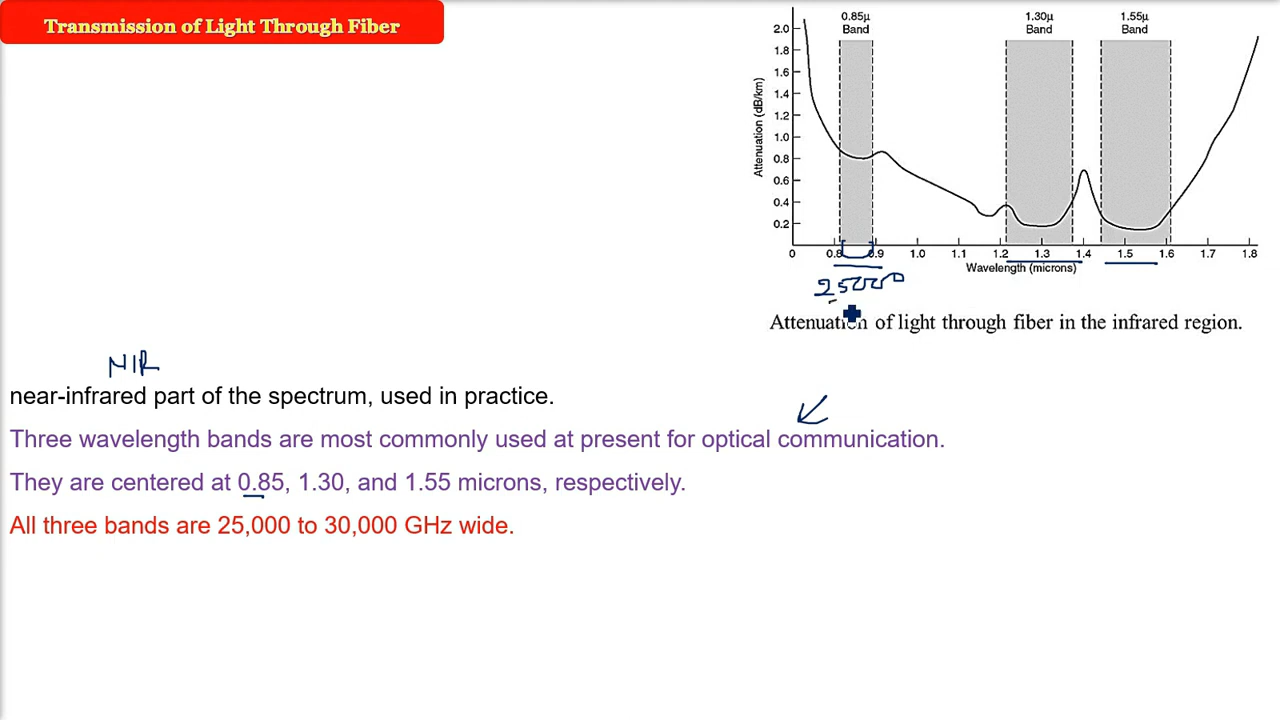 Transmission of Light Through Fiber
0.85µ Band
1.30µ Band
1.55µ Band
2.0
1.8
1.6
1.4
1.2
1.0
0.8
0.6
0.4
0.2
Attenuation (dB/km)
0 0.8 0.9 1.0 1.1 1.2 1.3 1.4 1.5 1.6 1.7 1.8
Wavelength (microns)
25000
Attenuation of light through fiber in the infrared region.
NIR
near-infrared part of the spectrum, used in practice.
Three wavelength bands are most commonly used at present for optical communication.
They are centered at 0.85, 1.30, and 1.55 microns, respectively.
All three bands are 25,000 to 30,000 GHz wide.